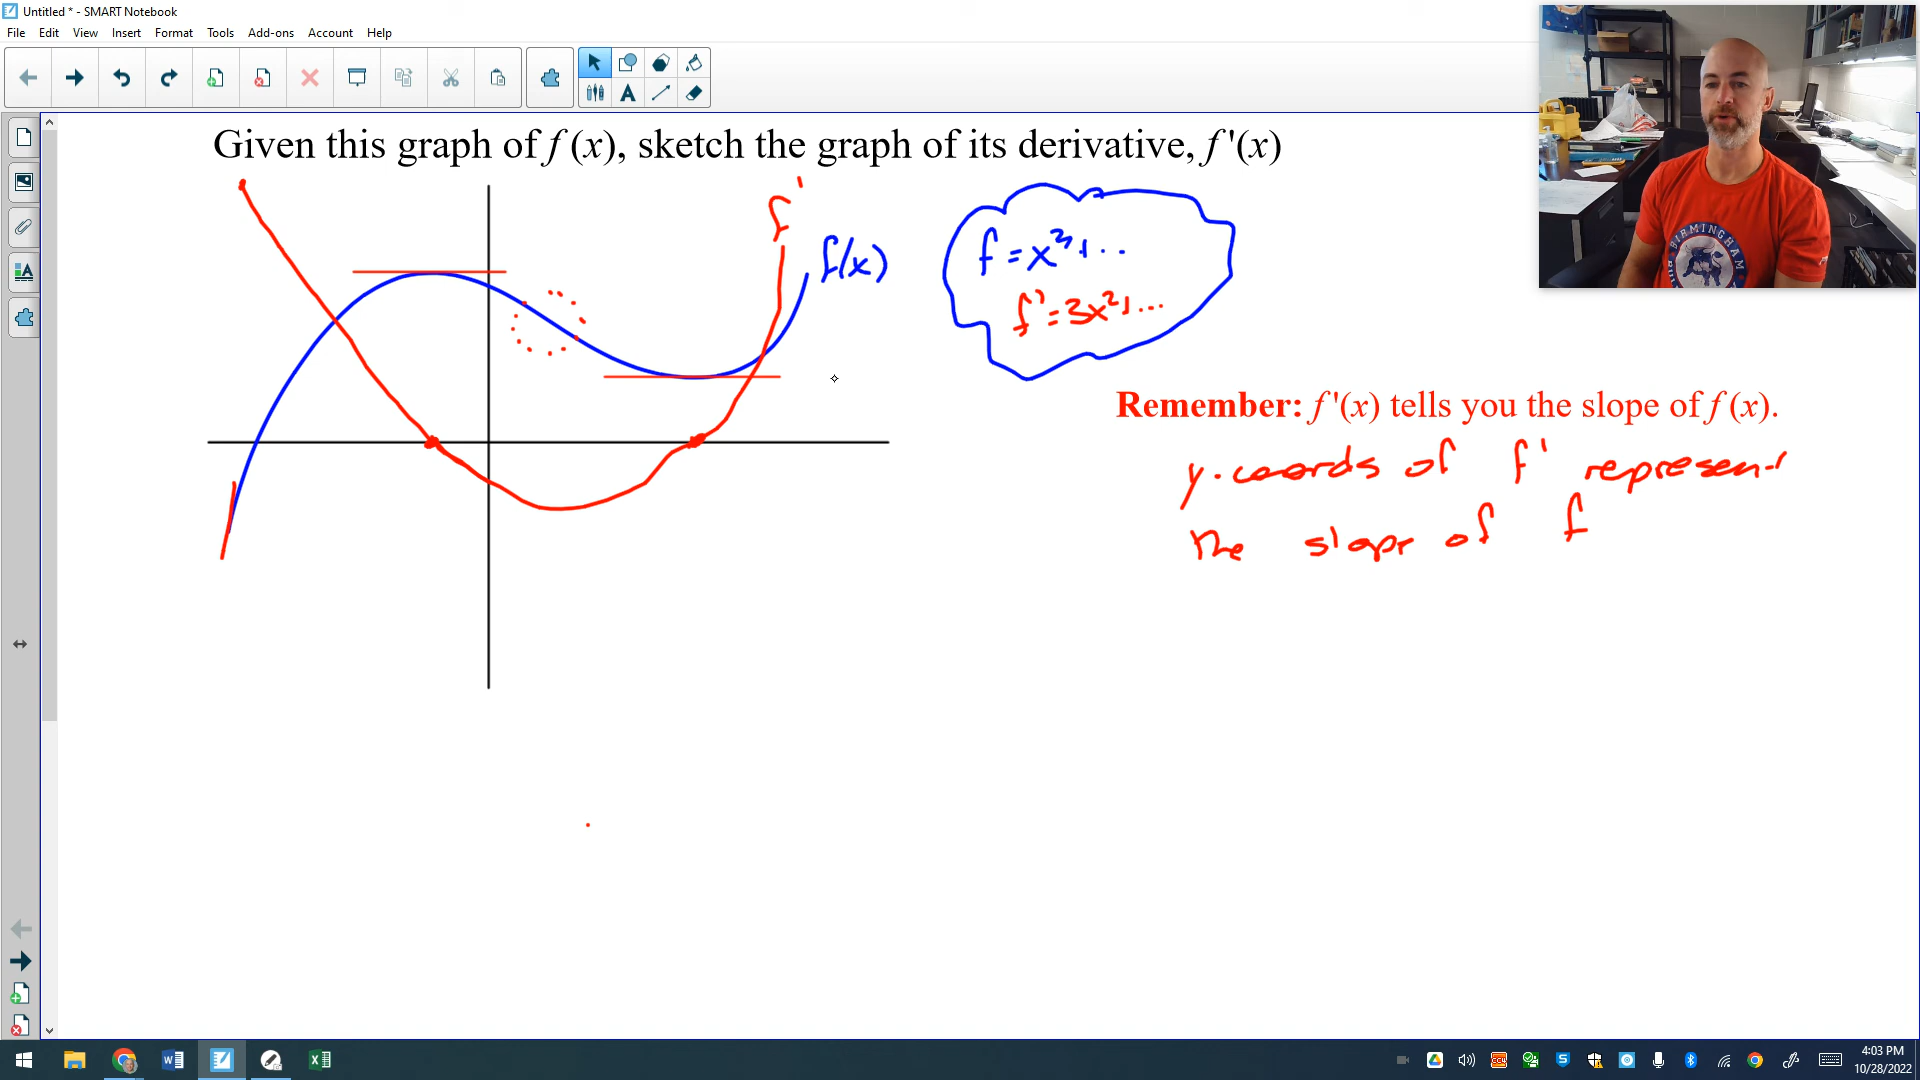 Untitled * - SMART Notebook
File Edit View Insert Format Tools Add-ons Account Help
Given this graph of f (x), sketch the graph of its derivative, f '(x)
f'
f(x)
f = x³+ ...
f' = 3x²+ ...
BIRMINGHAM
Remember: f '(x) tells you the slope of f (x).
y-coords of f' represent
the slope of f
4:03 PM
10/28/2022